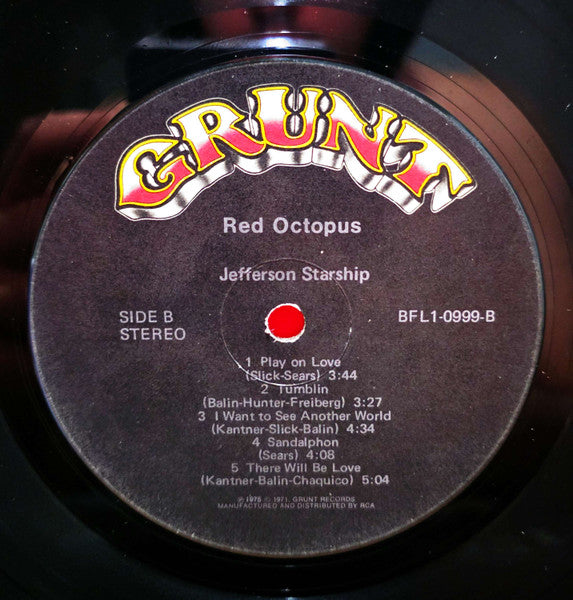 GRUNT
Red Octopus
Jefferson Starship
SIDE B
STEREO
BFL1-0999-B
1 Play on Love
(Slick-Sears) 3:44
2 Tumblin
(Balin-Hunter-Freiberg) 3:27
3 I Want to See Another World
(Kantner-Slick-Balin) 4:34
4 Sandalphon
(Sears) 4:08
5 There Will Be Love
(Kantner-Balin-Chaquico) 5:04
℗ 1975 © 1971, GRUNT RECORDS
MANUFACTURED AND DISTRIBUTED BY RCA